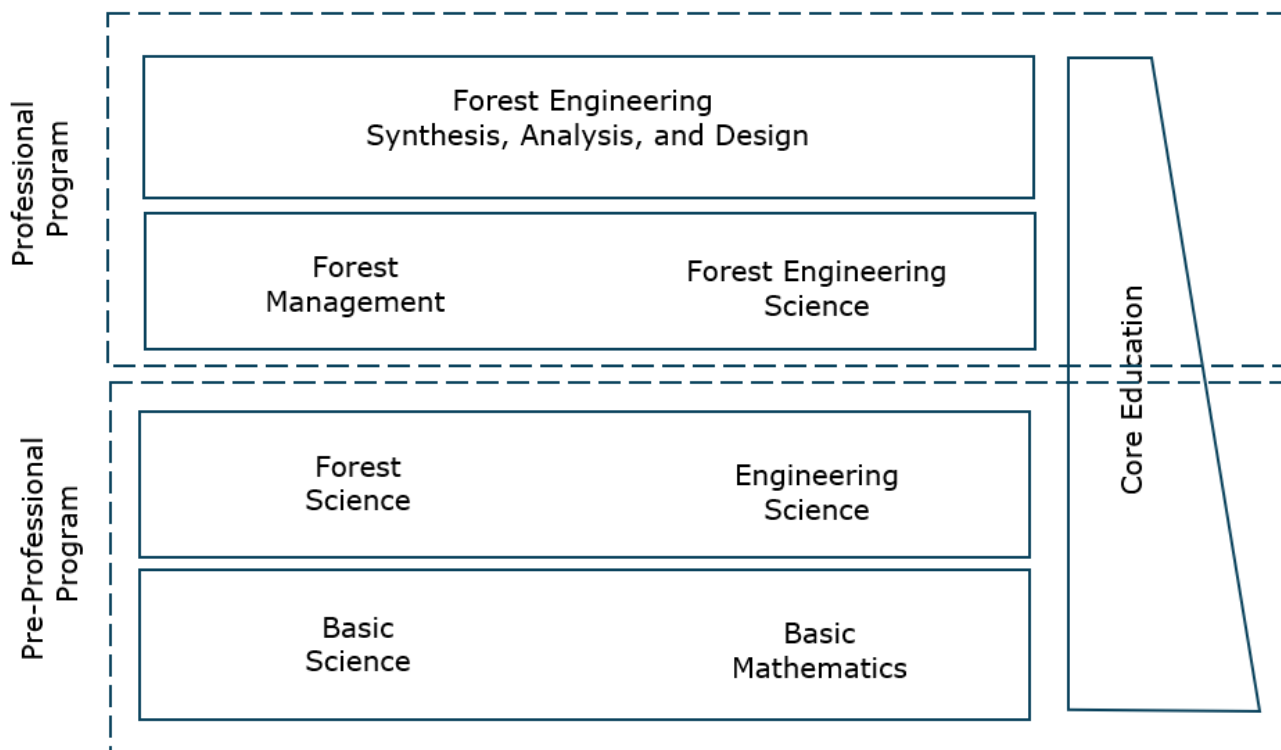 Professional
Program
Forest Engineering
Synthesis, Analysis, and Design
Forest
Management
Forest Engineering
Science
Core Education
Pre-Professional
Program
Forest
Science
Engineering
Science
Basic
Science
Basic
Mathematics